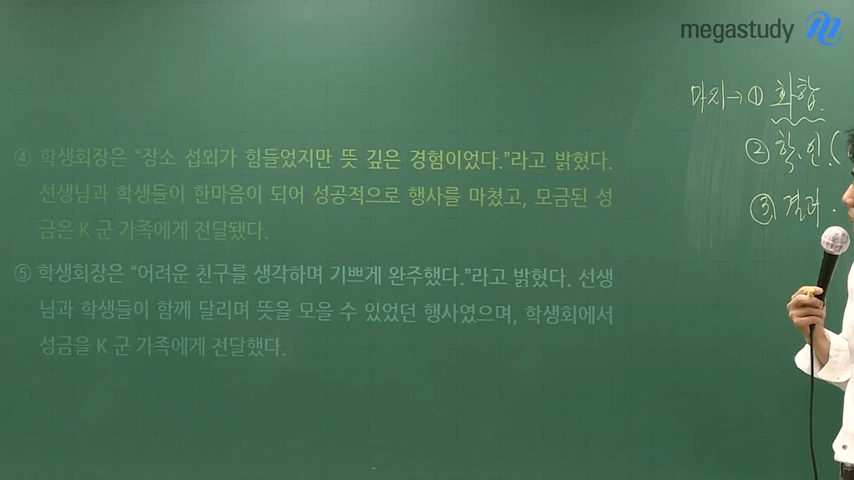 megastudy
마지→① 화합
② 학.인.(
③ 결과.
④ 학생회장은 “장소 섭외가 힘들었지만 뜻 깊은 경험이었다.”라고 밝혔다.
선생님과 학생들이 한마음이 되어 성공적으로 행사를 마쳤고, 모금된 성
금은 K 군 가족에게 전달됐다.
⑤ 학생회장은 “어려운 친구를 생각하며 기쁘게 완주했다.”라고 밝혔다. 선생
님과 학생들이 함께 달리며 뜻을 모을 수 있었던 행사였으며, 학생회에서
성금을 K 군 가족에게 전달했다.